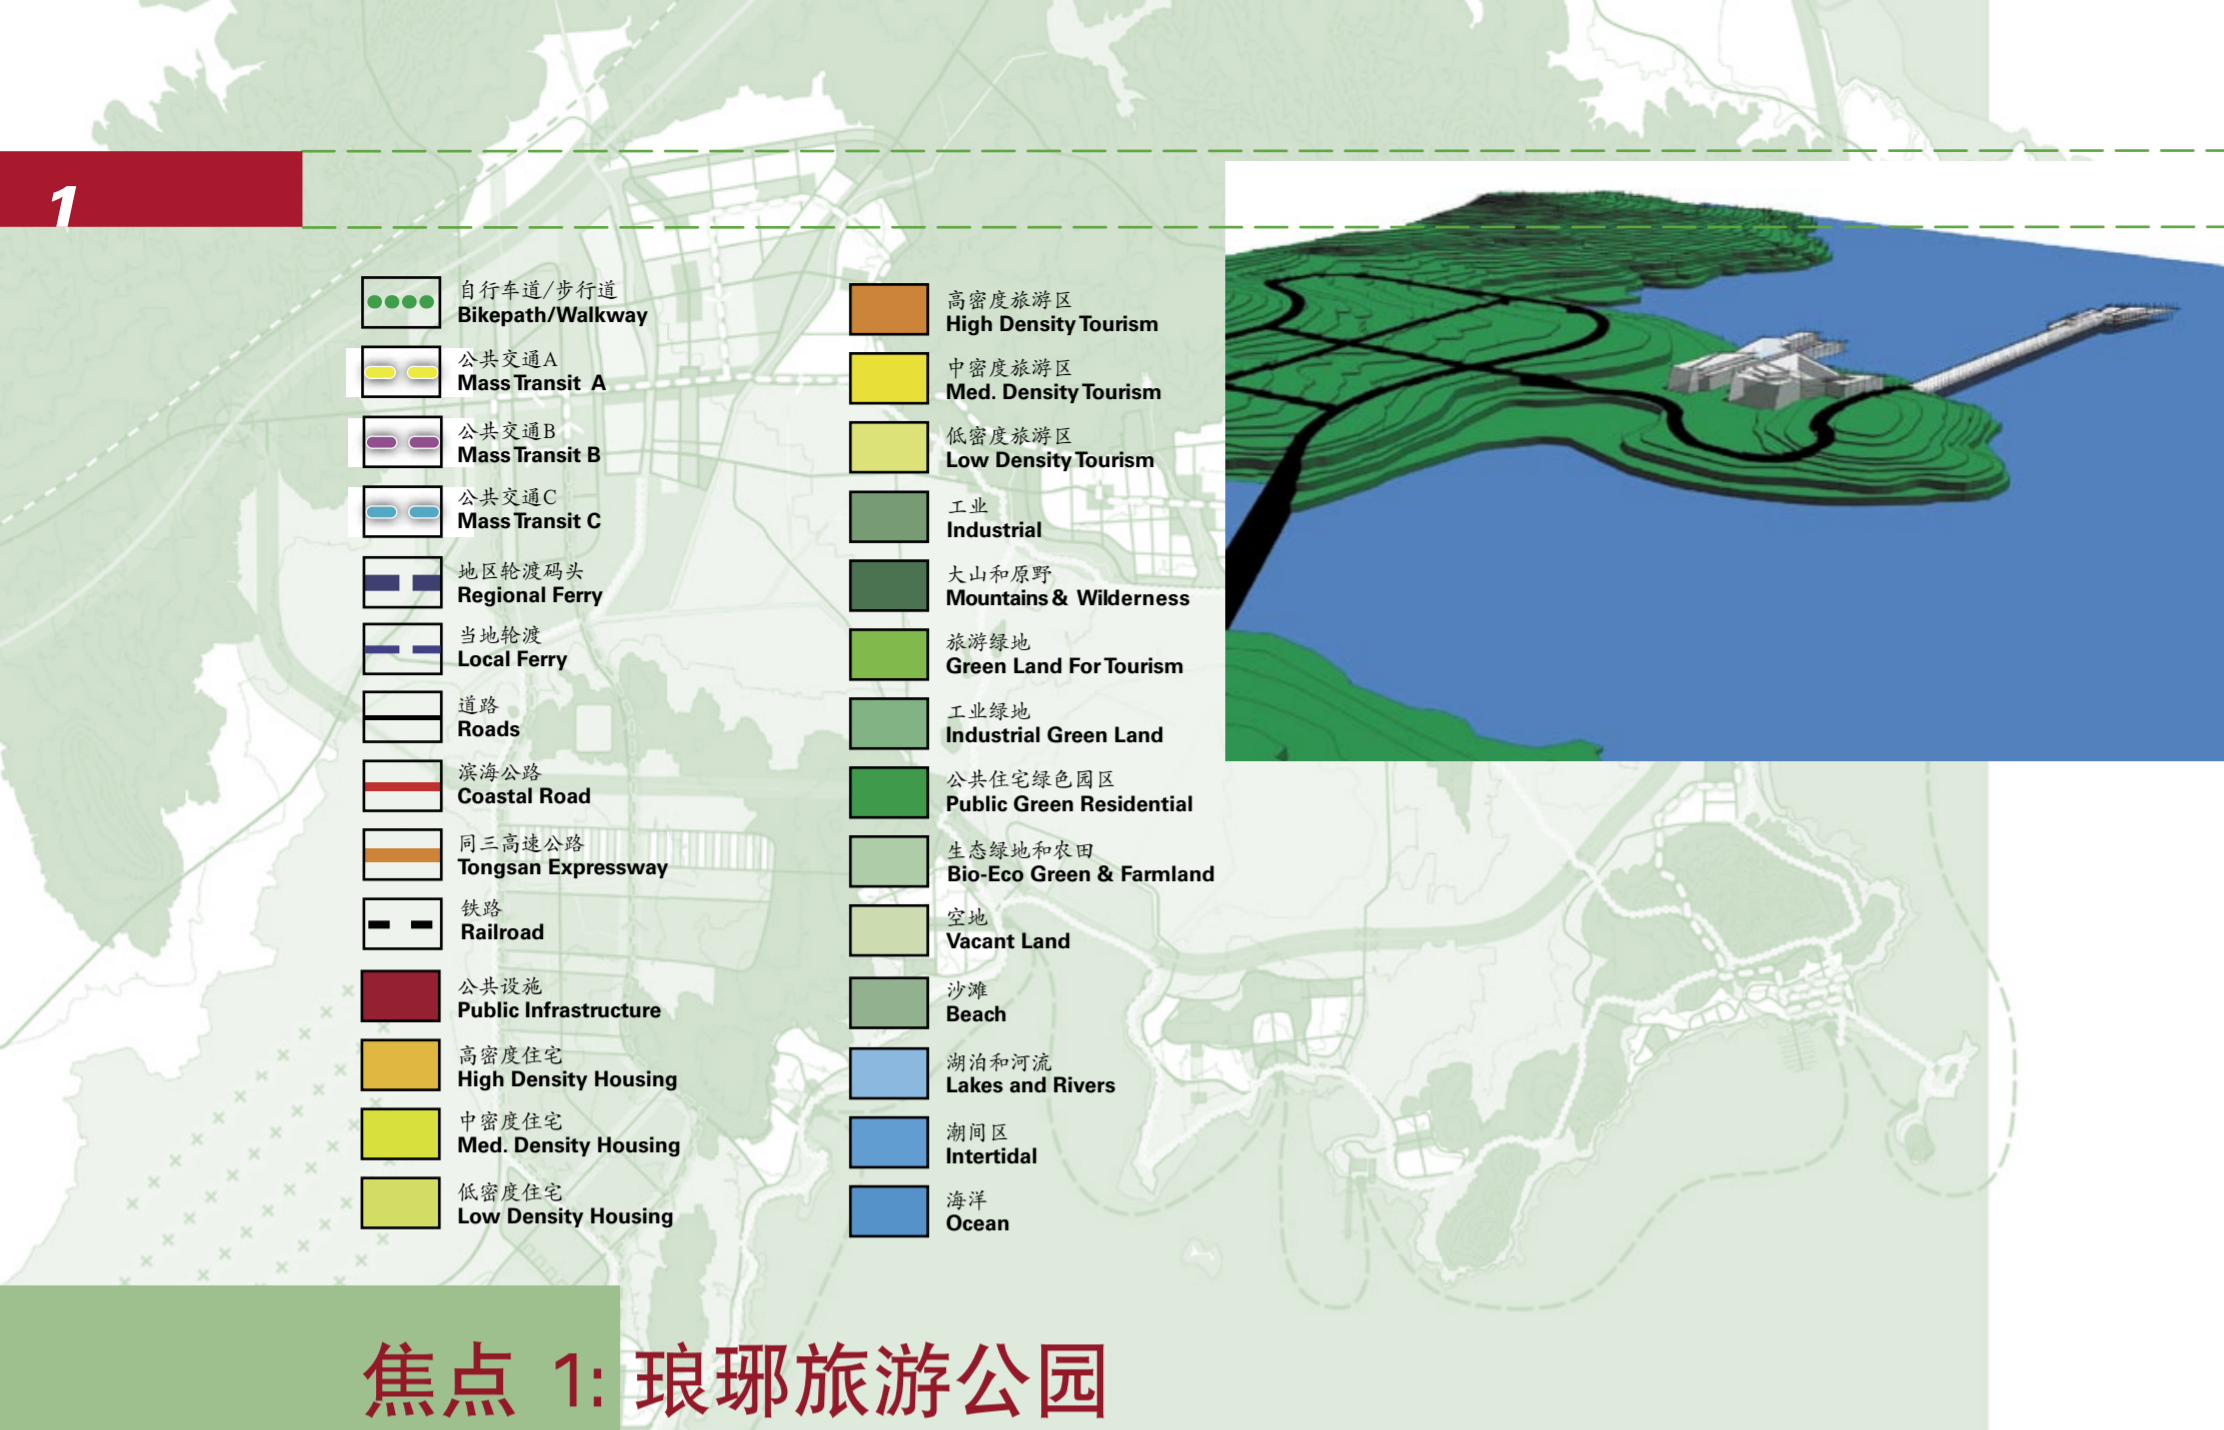 1
自行车道/步行道
Bikepath/Walkway
公共交通A
Mass Transit A
公共交通B
Mass Transit B
公共交通C
Mass Transit C
地区轮渡码头
Regional Ferry
当地轮渡
Local Ferry
道路
Roads
滨海公路
Coastal Road
同三高速公路
Tongsan Expressway
铁路
Railroad
公共设施
Public Infrastructure
高密度住宅
High Density Housing
中密度住宅
Med. Density Housing
低密度住宅
Low Density Housing
高密度旅游区
High Density Tourism
中密度旅游区
Med. Density Tourism
低密度旅游区
Low Density Tourism
工业
Industrial
大山和原野
Mountains & Wilderness
旅游绿地
Green Land For Tourism
工业绿地
Industrial Green Land
公共住宅绿色园区
Public Green Residential
生态绿地和农田
Bio-Eco Green & Farmland
空地
Vacant Land
沙滩
Beach
湖泊和河流
Lakes and Rivers
潮间区
Intertidal
海洋
Ocean
焦点 1: 琅琊旅游公园